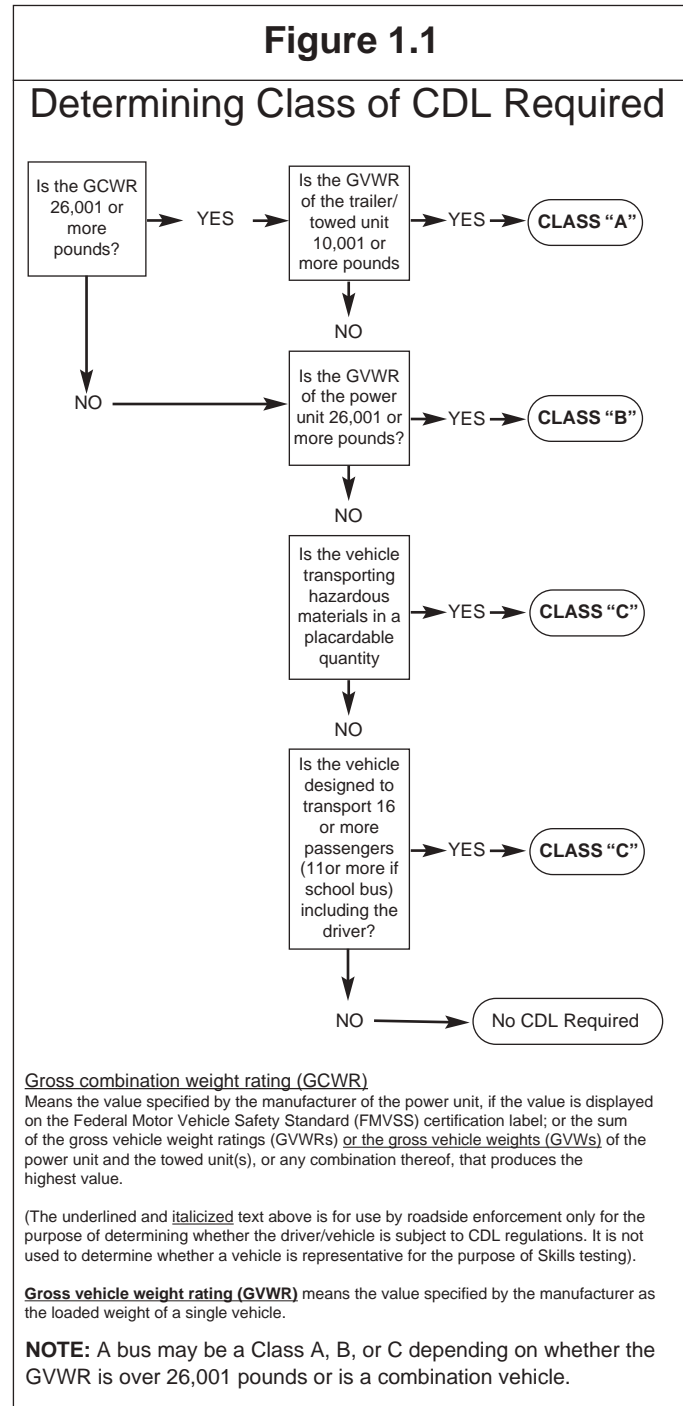 Figure 1.1
Determining Class of CDL Required
Is the GCWR
26,001 or
more
pounds?
YES
Is the GVWR
of the trailer/
towed unit
10,001 or
more pounds
YES
CLASS “A”
NO
NO
Is the GVWR
of the power
unit 26,001 or
more pounds?
YES
CLASS “B”
NO
Is the vehicle
transporting
hazardous
materials in a
placardable
quantity
YES
CLASS “C”
NO
Is the vehicle
designed to
transport 16
or more
passengers
(11or more if
school bus)
including the
driver?
YES
CLASS “C”
NO
No CDL Required
Gross combination weight rating (GCWR)
Means the value specified by the manufacturer of the power unit, if the value is displayed
on the Federal Motor Vehicle Safety Standard (FMVSS) certification label; or the sum
of the gross vehicle weight ratings (GVWRs) or the gross vehicle weights (GVWs) of the
power unit and the towed unit(s), or any combination thereof, that produces the
highest value.
(The underlined and italicized text above is for use by roadside enforcement only for the
purpose of determining whether the driver/vehicle is subject to CDL regulations. It is not
used to determine whether a vehicle is representative for the purpose of Skills testing).
Gross vehicle weight rating (GVWR) means the value specified by the manufacturer as
the loaded weight of a single vehicle.
NOTE: A bus may be a Class A, B, or C depending on whether the
GVWR is over 26,001 pounds or is a combination vehicle.